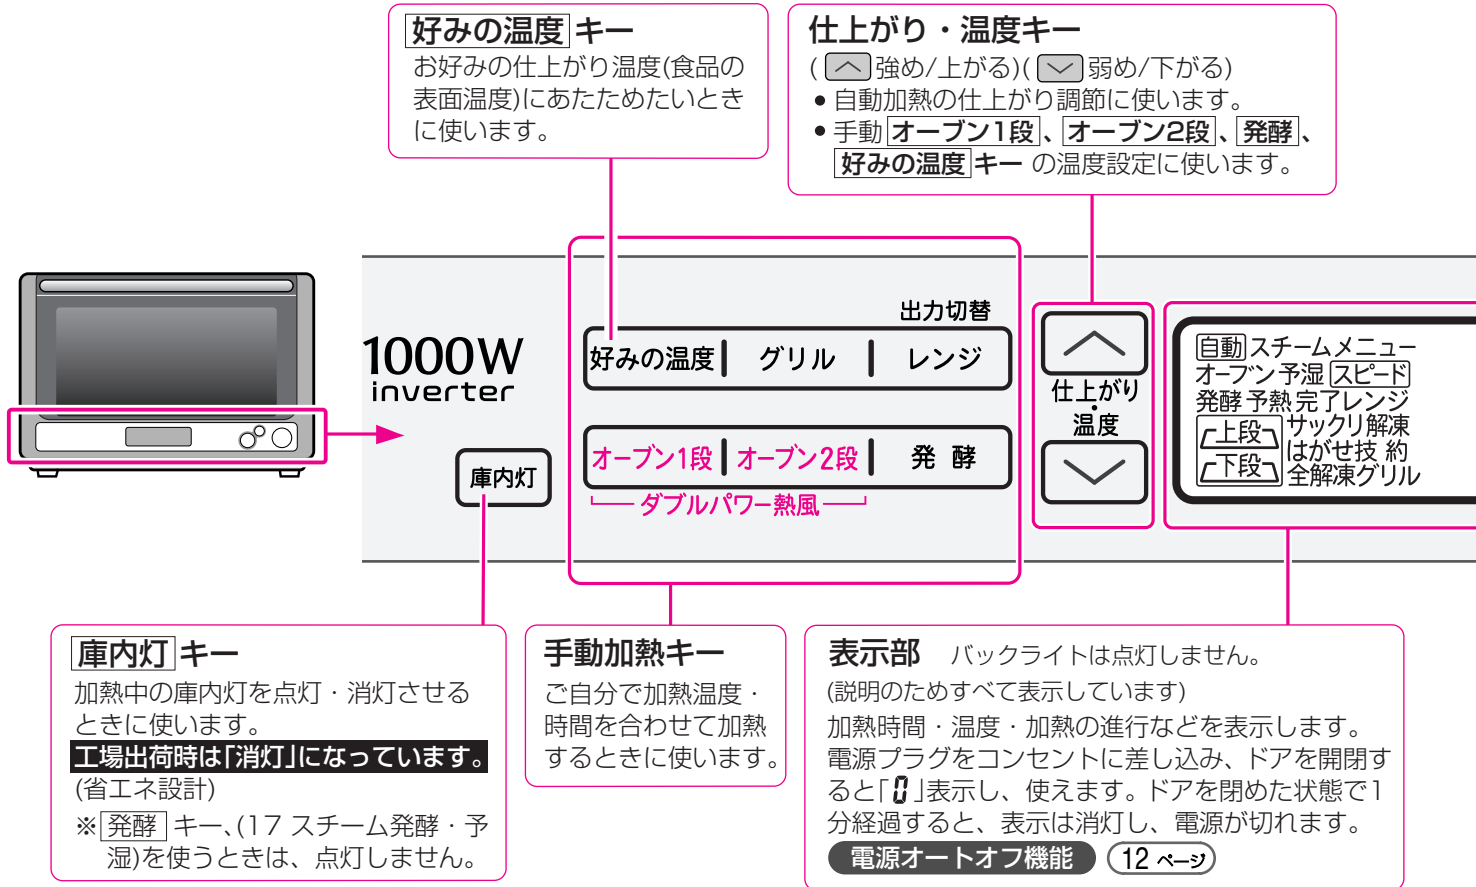 好みの温度 キー
お好みの仕上がり温度(食品の
表面温度)にあたためたいとき
に使います。
仕上がり・温度キー
( 強め/上がる)( 弱め/下がる)
● 自動加熱の仕上がり調節に使います。
● 手動 オーブン1段、オーブン2段、発酵、
好みの温度 キー の温度設定に使います。
1000W
inverter
庫内灯
出力切替
好みの温度 グリル レンジ
オーブン1段 オーブン2段 発 酵
ダブルパワー熱風
仕上がり
・
温度
自動 スチームメニュー
オーブン 予湿 スピード
発酵 予熱 完了レンジ
上段 サックリ解凍
はがせ技 約
下段 全解凍グリル
庫内灯 キー
加熱中の庫内灯を点灯・消灯させる
ときに使います。
工場出荷時は「消灯」になっています。
(省エネ設計)
※ 発酵 キー、(17 スチーム発酵・予
湿)を使うときは、点灯しません。
手動加熱キー
ご自分で加熱温度・
時間を合わせて加熱
するときに使います。
表示部 バックライトは点灯しません。
(説明のためすべて表示しています)
加熱時間・温度・加熱の進行などを表示します。
電源プラグをコンセントに差し込み、ドアを開閉す
ると「0」表示し、使えます。ドアを閉めた状態で1
分経過すると、表示は消灯し、電源が切れます。
電源オートオフ機能 12 ページ